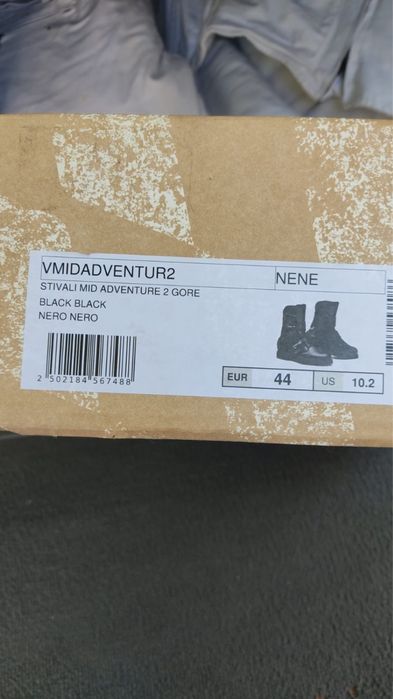 VMIDADVENTUR2
NENE
STIVALI MID ADVENTURE 2 GORE
BLACK BLACK
NERO NERO
2 502184 567488
EUR 44 US 10.2